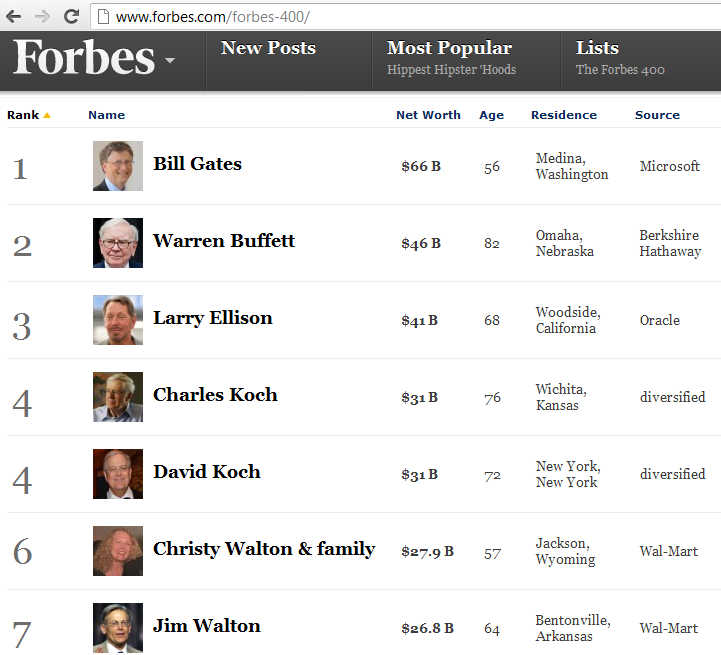 www.forbes.com/forbes-400/
Forbes
New Posts
Most Popular
Hippest Hipster 'Hoods
Lists
The Forbes 400
Rank Name Net Worth Age Residence Source
1 Bill Gates $66 B 56 Medina, Washington Microsoft
2 Warren Buffett $46 B 82 Omaha, Nebraska Berkshire Hathaway
3 Larry Ellison $41 B 68 Woodside, California Oracle
4 Charles Koch $31 B 76 Wichita, Kansas diversified
4 David Koch $31 B 72 New York, New York diversified
6 Christy Walton & family $27.9 B 57 Jackson, Wyoming Wal-Mart
7 Jim Walton $26.8 B 64 Bentonville, Arkansas Wal-Mart